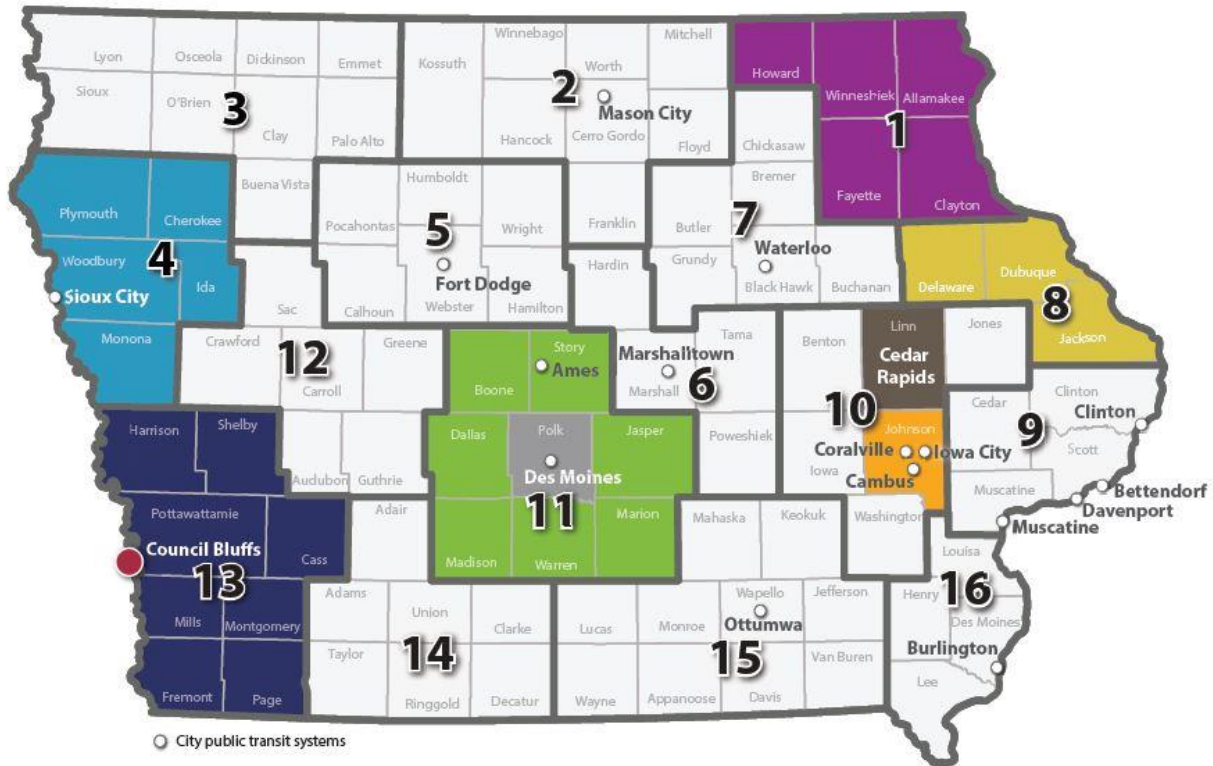 Lyon
Osceola
Dickinson
Emmet
Kossuth
Winnebago
Worth
Mitchell
Howard
Winneshiek
Allamakee
Sioux
O'Brien
3
Clay
Palo Alto
2
Mason City
Hancock
Cerro Gordo
Floyd
Chickasaw
1
Fayette
Clayton
Plymouth
Cherokee
Buena Vista
Humboldt
Pocahontas
5
Wright
Franklin
Bremer
Butler
7
Woodbury
4
Ida
Sioux City
Sac
Fort Dodge
Calhoun
Webster
Hamilton
Hardin
Grundy
Waterloo
Black Hawk
Buchanan
Delaware
Dubuque
8
Jackson
Monona
Crawford
12
Carroll
Greene
Boone
Story
Ames
Marshalltown
Marshall
6
Tama
Benton
Linn
Cedar
Rapids
Jones
10
Cedar
9
Clinton
Clinton
Scott
Harrison
Shelby
Audubon
Guthrie
Dallas
Polk
Des Moines
11
Jasper
Poweshiek
Iowa
Johnson
Coralville
Iowa City
Cambus
Muscatine
Bettendorf
Davenport
Muscatine
Pottawattamie
Council Bluffs
13
Cass
Adair
Madison
Warren
Marion
Mahaska
Keokuk
Washington
Louisa
Mills
Montgomery
Adams
Union
14
Clarke
Lucas
Monroe
Wapello
Ottumwa
15
Jefferson
Henry
16
Des Moines
Burlington
Fremont
Page
Taylor
Ringgold
Decatur
Wayne
Appanoose
Davis
Van Buren
Lee
City public transit systems